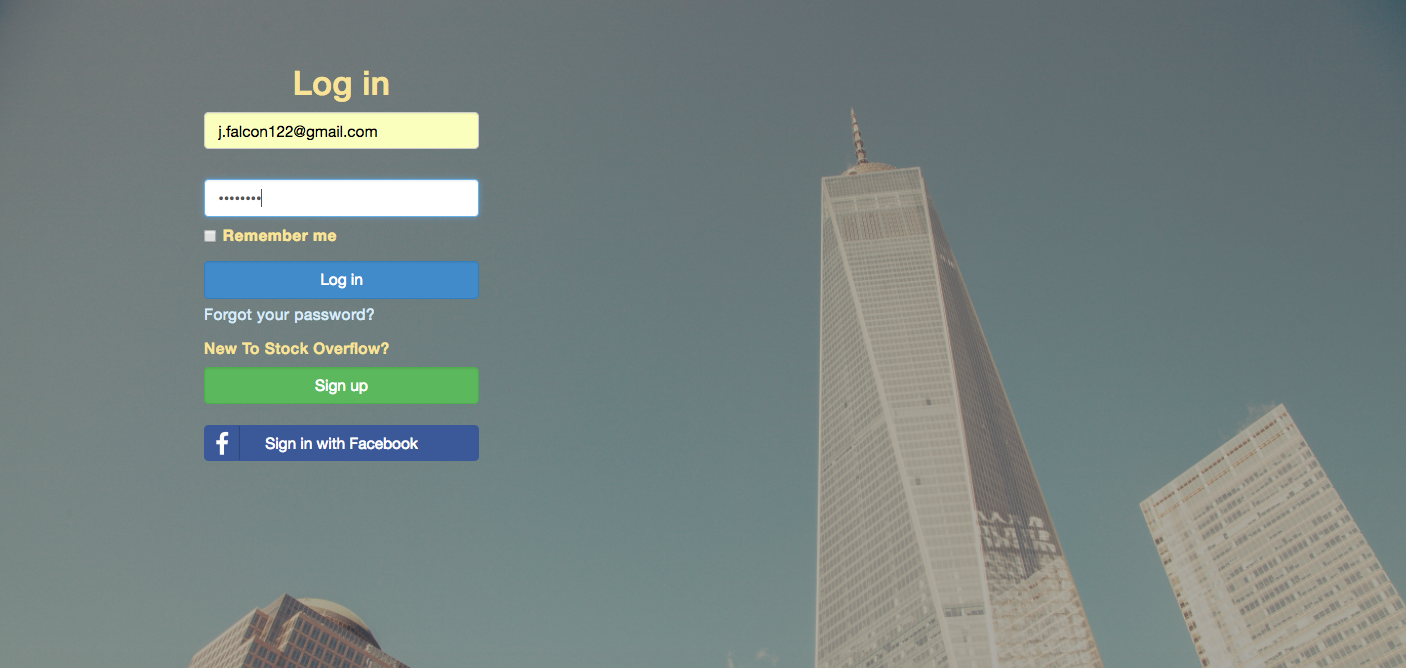 Log in
j.falcon122@gmail.com
••••••••
Remember me
Log in
Forgot your password?
New To Stock Overflow?
Sign up
f Sign in with Facebook